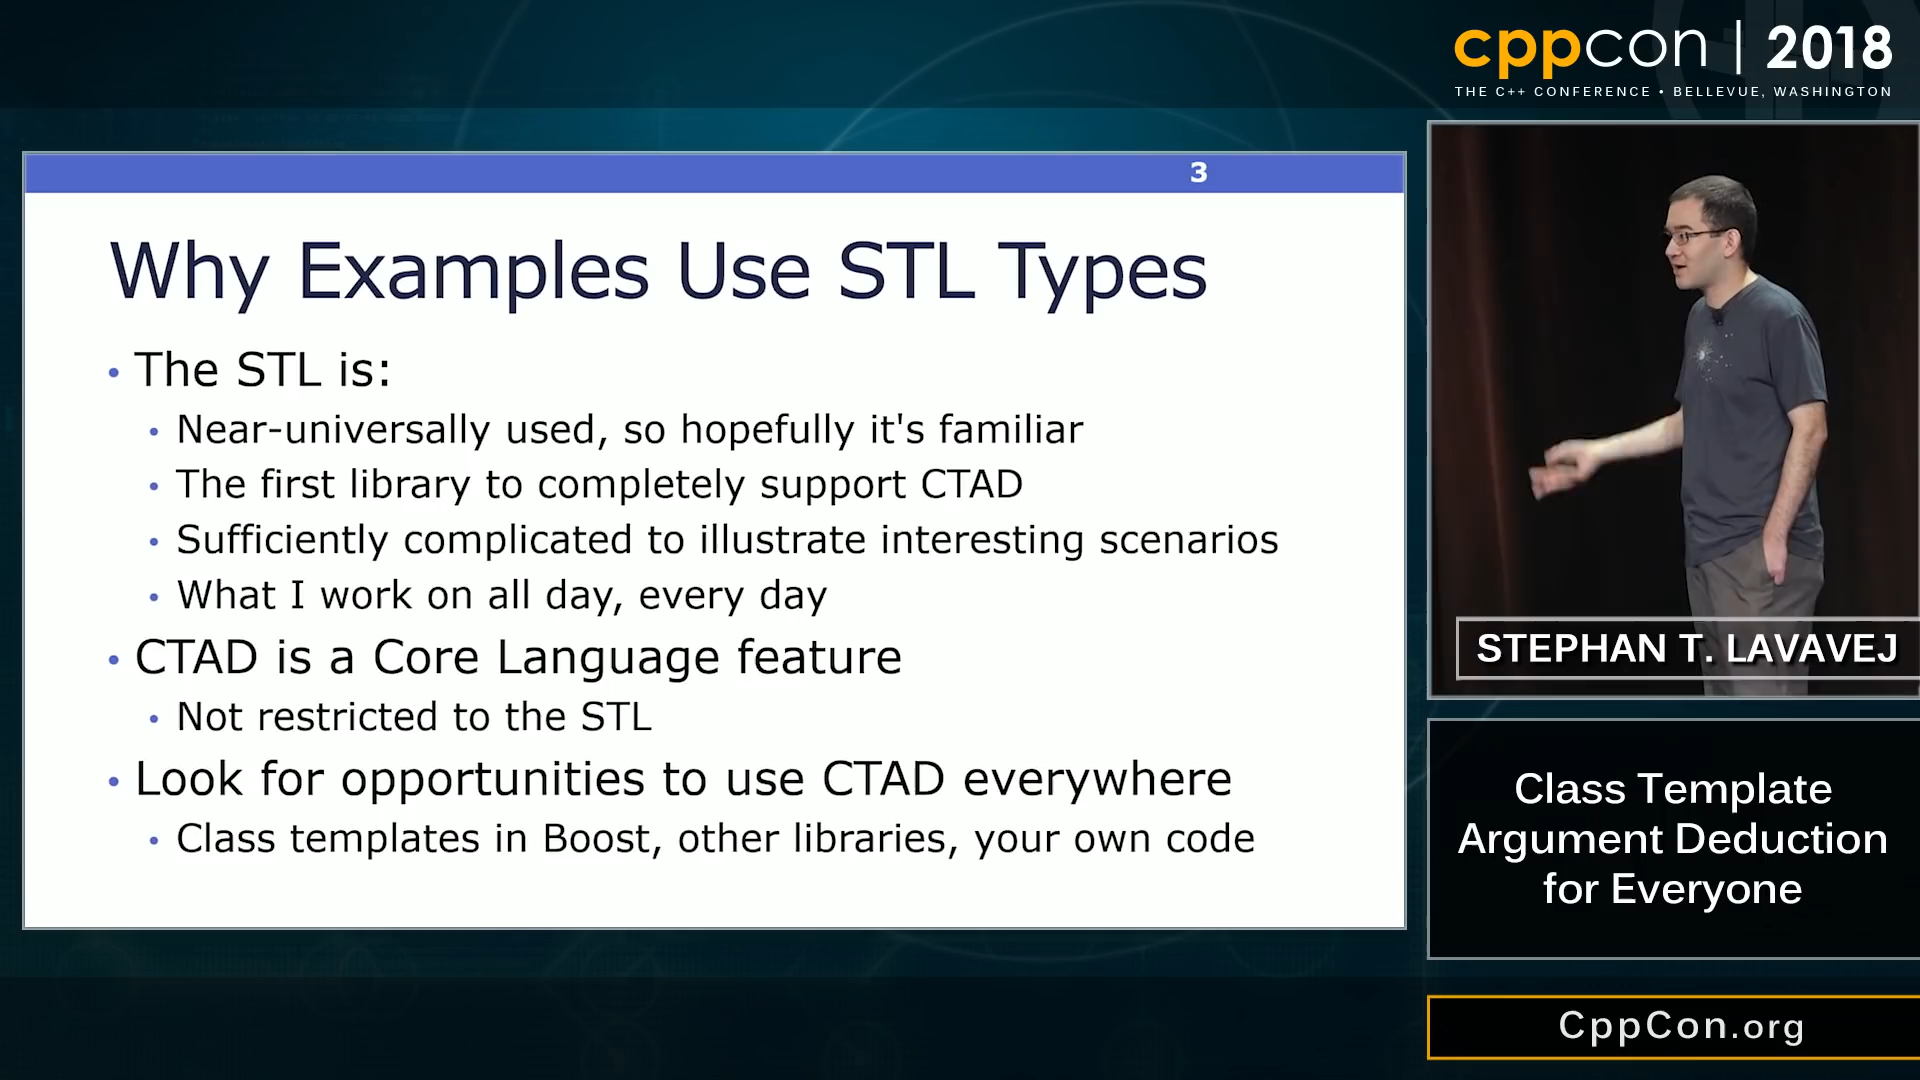 cppcon | 2018
THE C++ CONFERENCE • BELLEVUE, WASHINGTON
3
Why Examples Use STL Types
• The STL is:
• Near-universally used, so hopefully it's familiar
• The first library to completely support CTAD
• Sufficiently complicated to illustrate interesting scenarios
• What I work on all day, every day
• CTAD is a Core Language feature
• Not restricted to the STL
• Look for opportunities to use CTAD everywhere
• Class templates in Boost, other libraries, your own code
STEPHAN T. LAVAVEJ
Class Template
Argument Deduction
for Everyone
CppCon.org